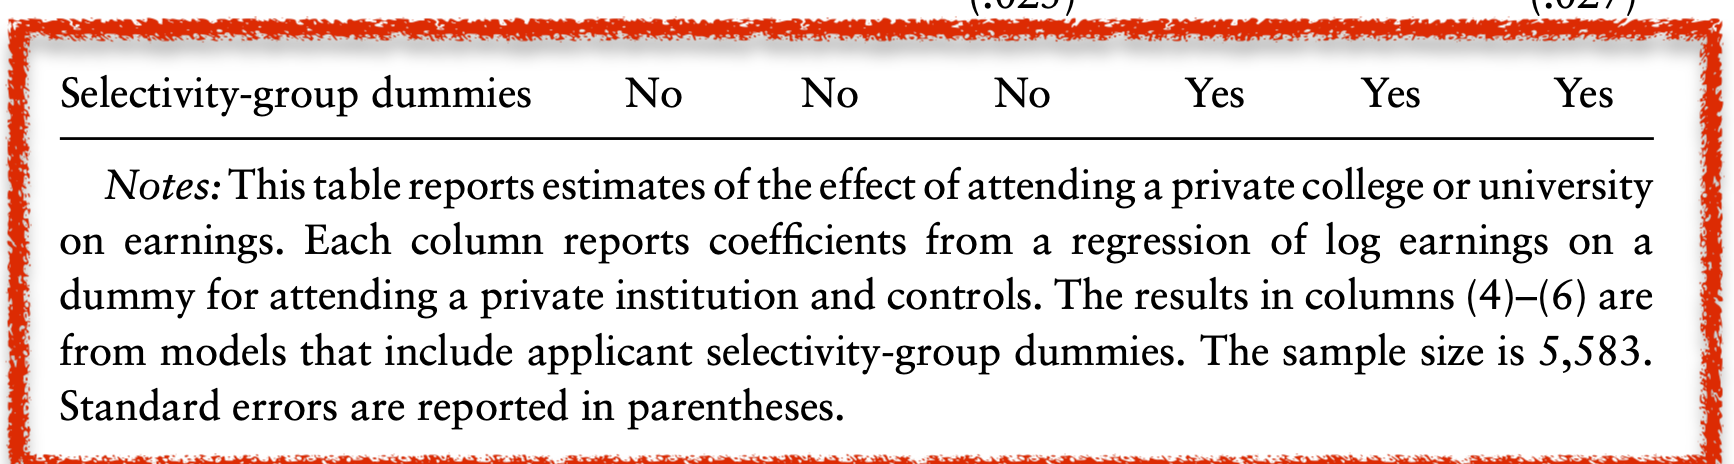 Selectivity-group dummies No No No Yes Yes Yes
Notes: This table reports estimates of the effect of attending a private college or university
on earnings. Each column reports coefficients from a regression of log earnings on a
dummy for attending a private institution and controls. The results in columns (4)–(6) are
from models that include applicant selectivity-group dummies. The sample size is 5,583.
Standard errors are reported in parentheses.